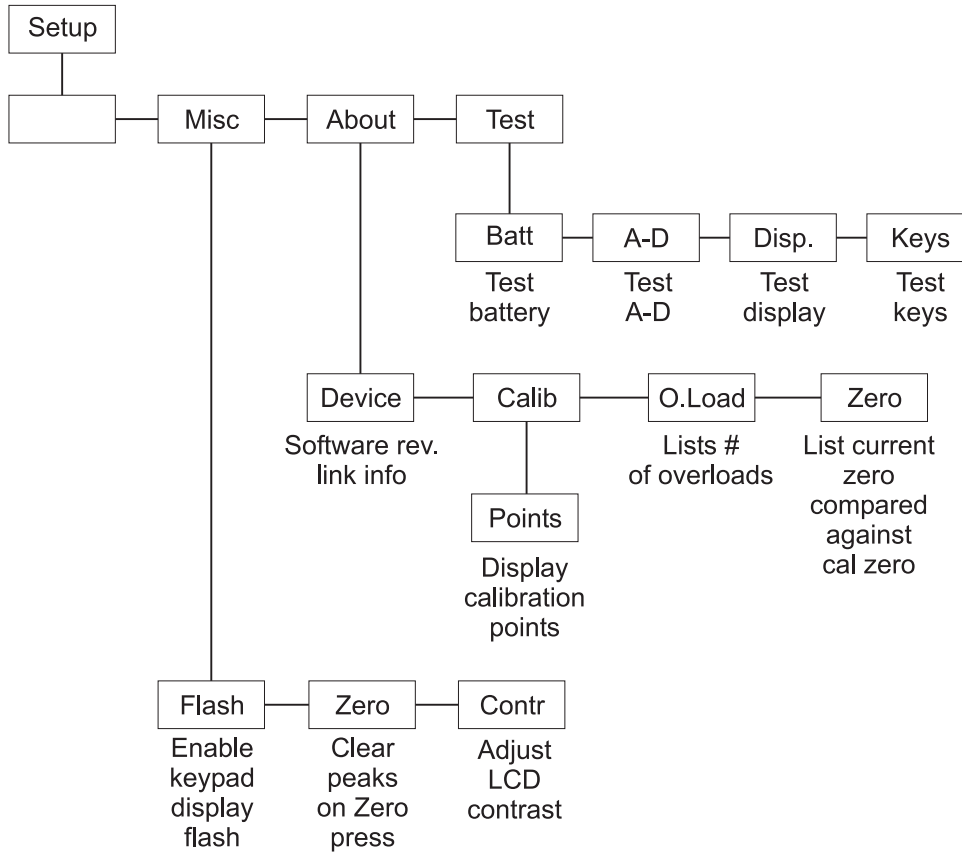 Setup
Misc
About
Test
Batt
A-D
Disp.
Keys
Test
battery
Test
A-D
Test
display
Test
keys
Device
Calib
O.Load
Zero
Software rev.
link info
Lists #
of overloads
List current
zero
compared
against
cal zero
Points
Display
calibration
points
Flash
Zero
Contr
Enable
keypad
display
flash
Clear
peaks
on Zero
press
Adjust
LCD
contrast